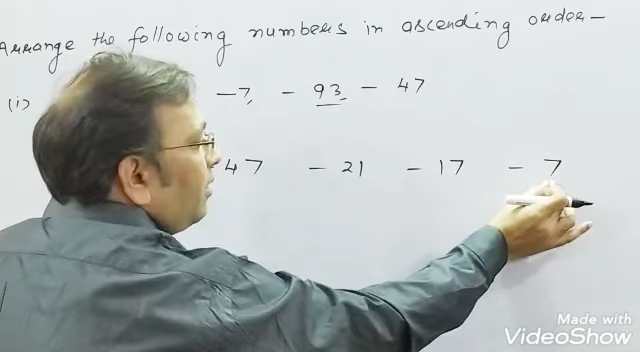 Arrange the following numbers in ascending order–
(i) –7, – 93 – – 47
47 – 21 – 17 – 7
Made with
VideoShow